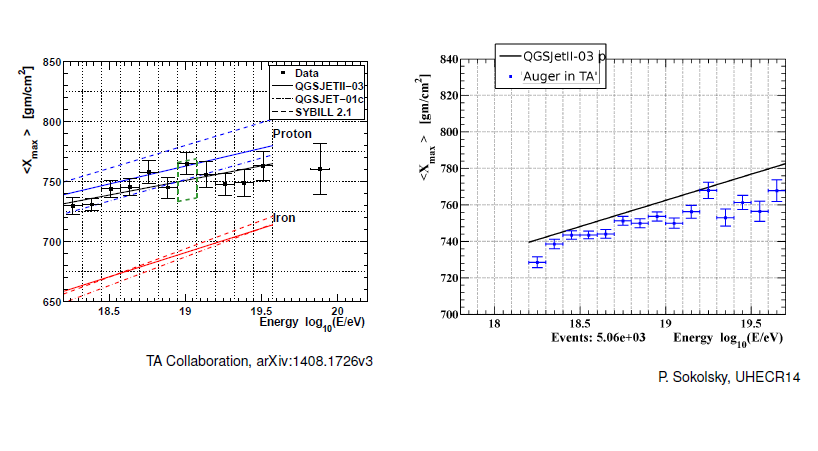 850
800
750
700
650
<X max > [gm/cm2]
Data
QGSJETII-03
QGSJET-01c
SYBILL 2.1
Proton
Iron
18.5 19 19.5 20
Energy log10(E/eV)
TA Collaboration, arXiv:1408.1726v3
840
820
800
780
760
740
720
700
<X max > [gm/cm2]
QGSJetII-03 p
'Auger in TA'
18 18.5 19 19.5
Events: 5.06e+03 Energy log10(E/eV)
P. Sokolsky, UHECR14